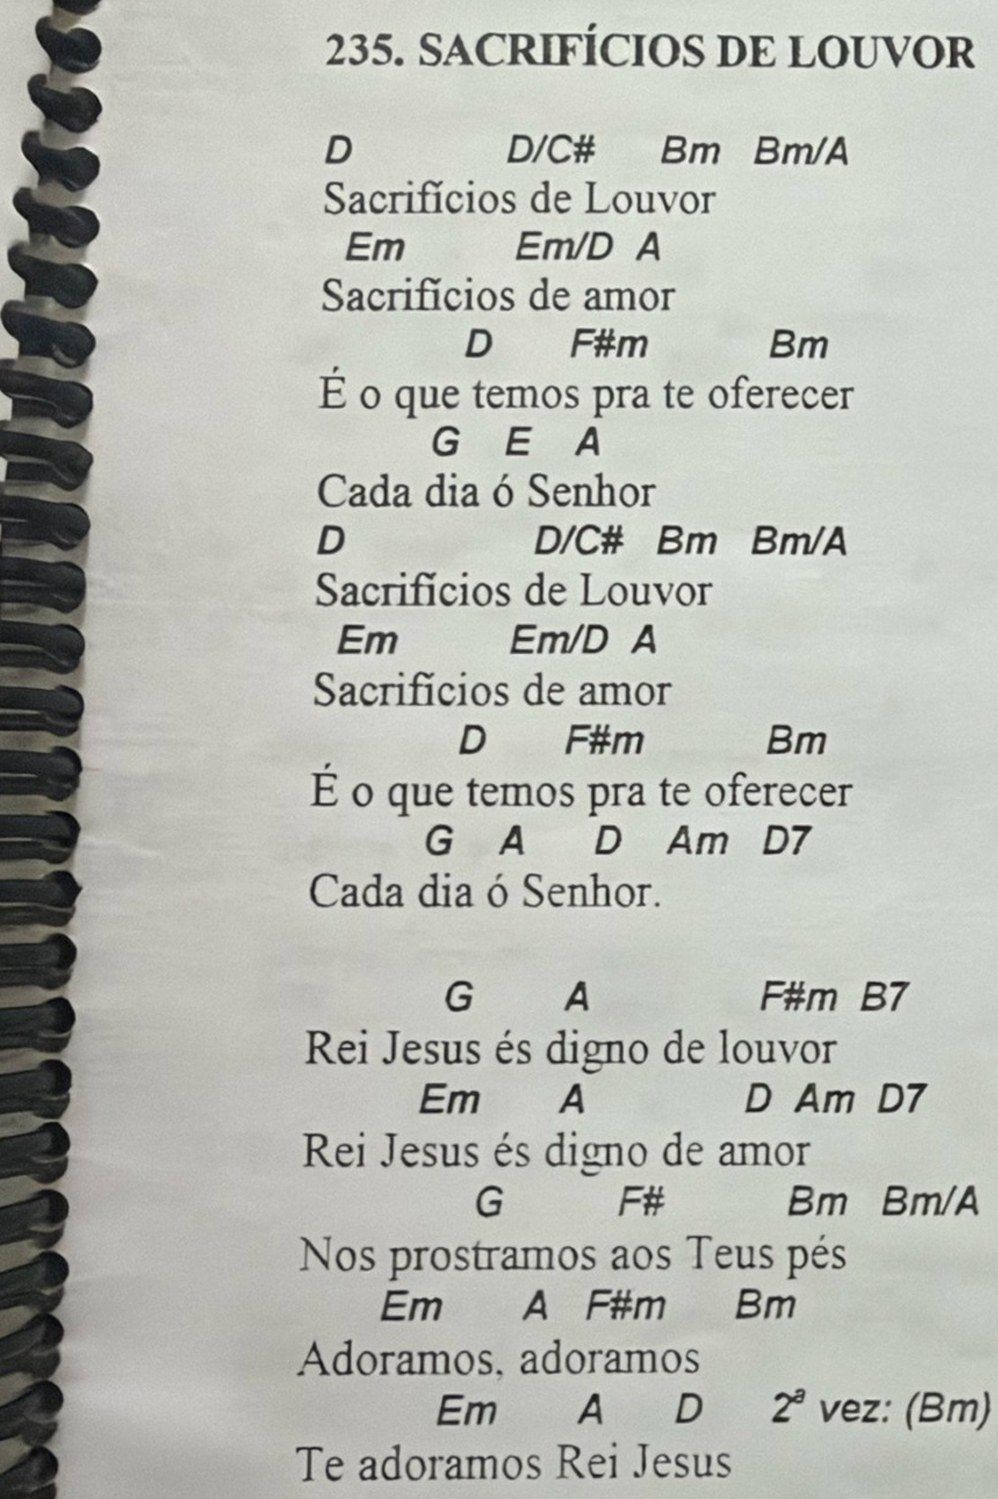 235. SACRIFÍCIOS DE LOUVOR
D D/C# Bm Bm/A
Sacrifícios de Louvor
Em Em/D A
Sacrifícios de amor
D F#m Bm
É o que temos pra te oferecer
G E A
Cada dia ó Senhor
D D/C# Bm Bm/A
Sacrifícios de Louvor
Em Em/D A
Sacrifícios de amor
D F#m Bm
É o que temos pra te oferecer
G A D Am D7
Cada dia ó Senhor.
G A F#m B7
Rei Jesus és digno de louvor
Em A D Am D7
Rei Jesus és digno de amor
G F# Bm Bm/A
Nos prostramos aos Teus pés
Em A F#m Bm
Adoramos, adoramos
Em A D 2ª vez: (Bm)
Te adoramos Rei Jesus